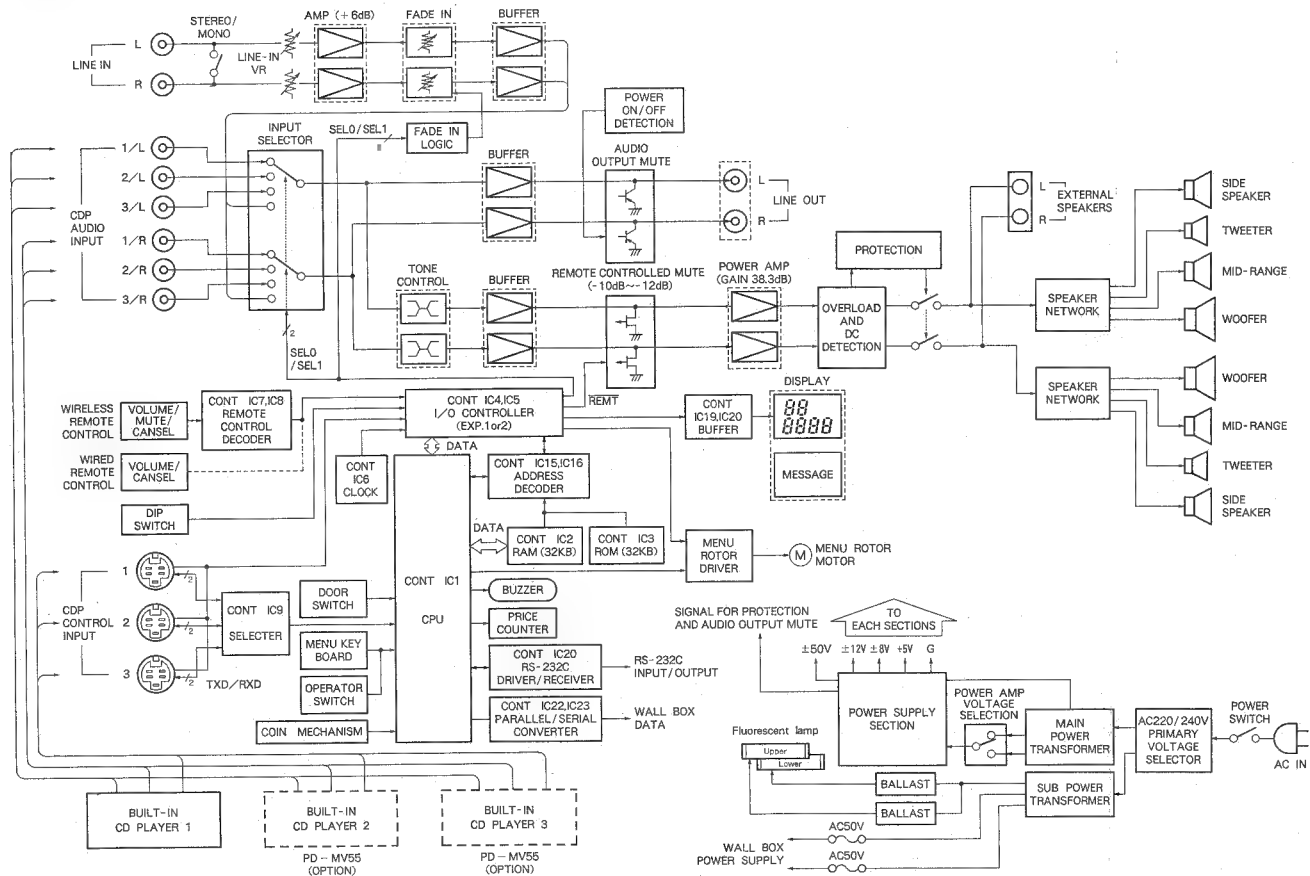 STEREO/
MONO
AMP (+6dB)
FADE IN
BUFFER
LINE IN
L
R
LINE-IN
VR
POWER
ON/OFF
DETECTION
INPUT
SELECTOR
SEL0/SEL1
FADE IN
LOGIC
BUFFER
AUDIO
OUTPUT MUTE
CDP
AUDIO
INPUT
1/L
2/L
3/L
1/R
2/R
3/R
L
R
LINE OUT
L
R
EXTERNAL
SPEAKERS
SIDE
SPEAKER
TWEETER
MID-RANGE
WOOFER
TONE
CONTROL
BUFFER
REMOTE CONTROLLED MUTE
(-10dB~-12dB)
POWER AMP
(GAIN 38.3dB)
PROTECTION
OVERLOAD
AND
DC
DETECTION
SPEAKER
NETWORK
2
SEL0
/SEL1
REMT
SPEAKER
NETWORK
WOOFER
MID-RANGE
TWEETER
SIDE
SPEAKER
WIRELESS
REMOTE
CONTROL
VOLUME/
MUTE/
CANSEL
CONT IC7,IC8
REMOTE
CONTROL
DECODER
CONT IC4,IC5
I/O CONTROLLER
(EXP.1or2)
CONT
IC19,IC20
BUFFER
DISPLAY
88
8888
MESSAGE
WIRED
REMOTE
CONTROL
VOLUME/
CANSEL
CONT
IC6
CLOCK
DATA
CONT IC15,IC16
ADDRESS
DECODER
DIP
SWITCH
DATA
CONT IC2
RAM (32KB)
CONT IC3
ROM (32KB)
MENU
ROTOR
DRIVER
M
MENU ROTOR
MOTOR
CDP
CONTROL
INPUT
1
2
3
2
2
2
TXD/RXD
CONT IC9
SELECTER
DOOR
SWITCH
MENU KEY
BOARD
OPERATOR
SWITCH
COIN MECHANISM
CONT IC1
CPU
BUZZER
PRICE
COUNTER
CONT IC20
RS-232C
DRIVER/RECEIVER
RS-232C
INPUT/OUTPUT
CONT IC22,IC23
PARALLEL/SERIAL
CONVERTER
WALL BOX
DATA
SIGNAL FOR PROTECTION
AND AUDIO OUTPUT MUTE
TO
EACH SECTIONS
±50V
±12V
±8V
+5V
G
POWER SUPPLY
SECTION
POWER AMP
VOLTAGE
SELECTION
MAIN
POWER
TRANSFORMER
AC220/240V
PRIMARY
VOLTAGE
SELECTOR
POWER
SWITCH
AC IN
Fluorescent lamp
Upper
Lower
BALLAST
BALLAST
SUB POWER
TRANSFORMER
WALL BOX
POWER SUPPLY
AC50V
AC50V
BUILT-IN
CD PLAYER 1
BUILT-IN
CD PLAYER 2
PD-MV55
(OPTION)
BUILT-IN
CD PLAYER 3
PD-MV55
(OPTION)